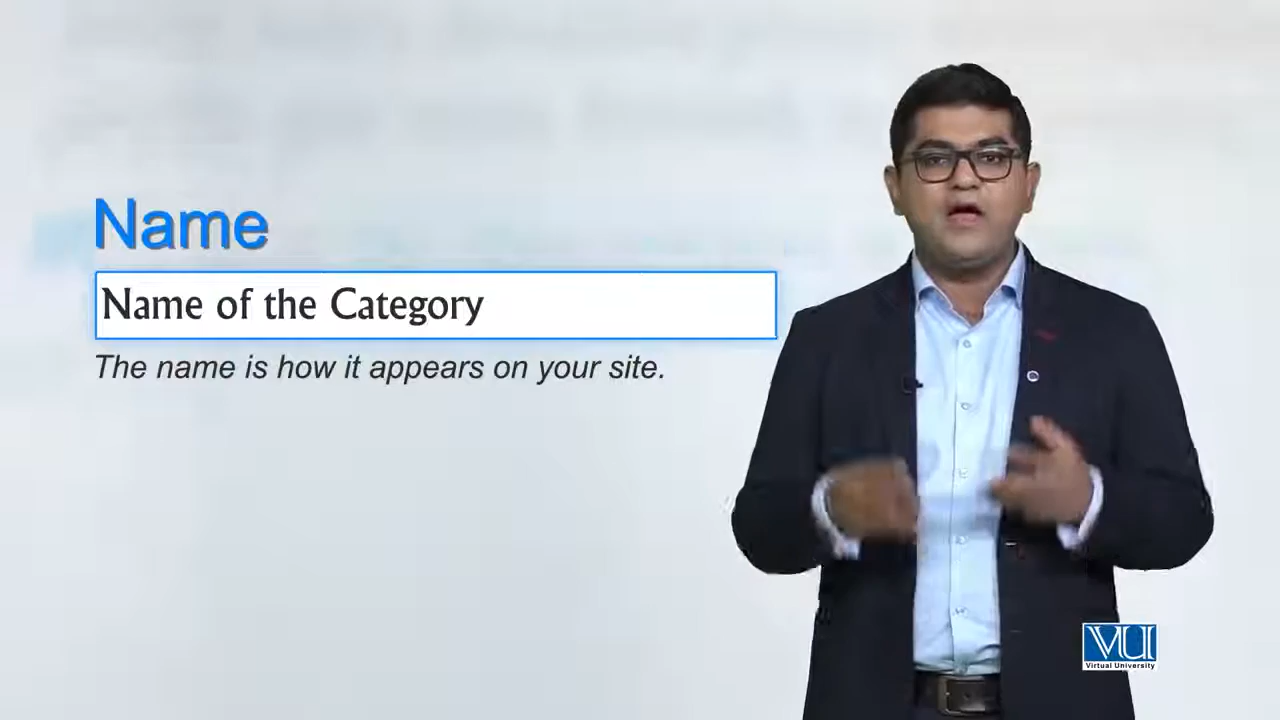 Name
Name of the Category
The name is how it appears on your site.
VU
Virtual University